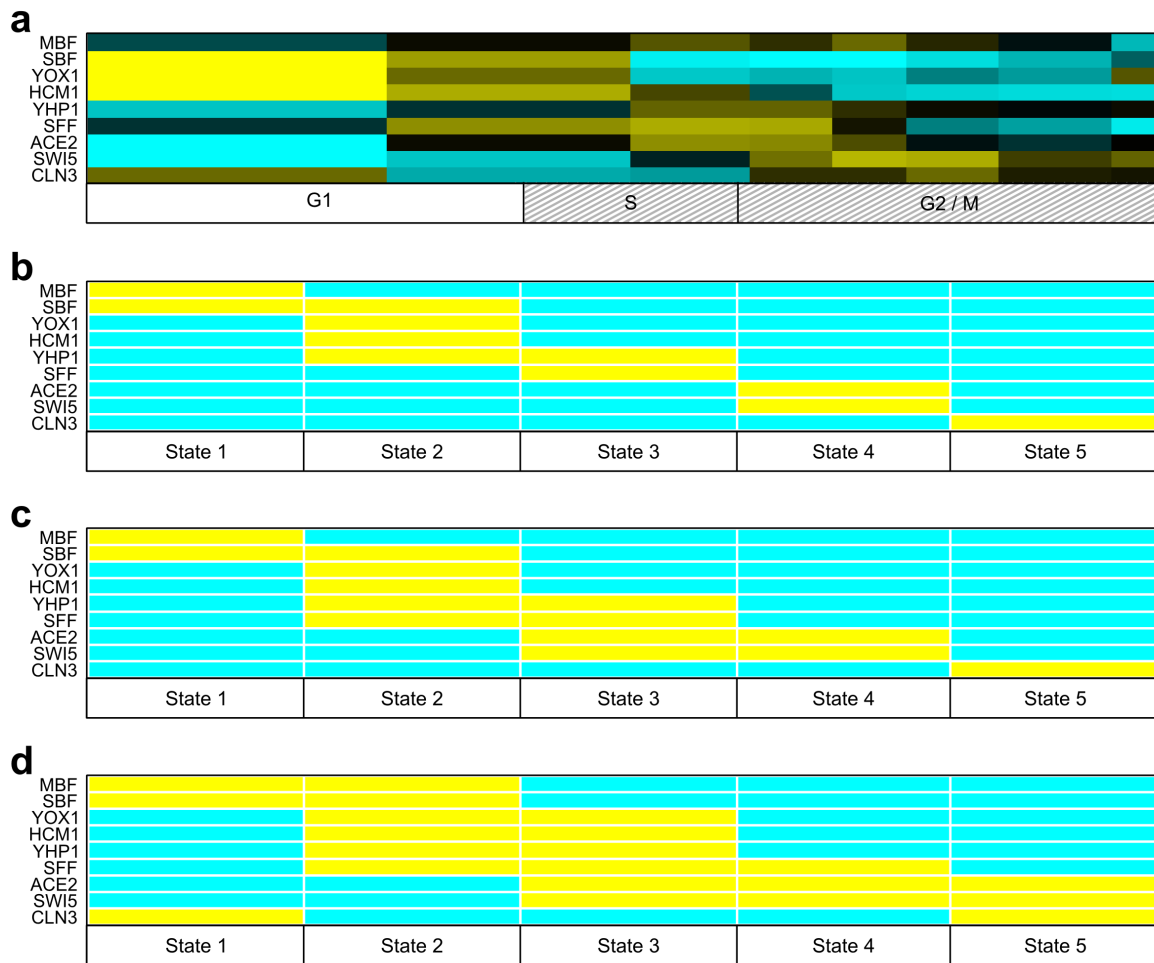 a
MBF
SBF
YOX1
HCM1
YHP1
SFF
ACE2
SWI5
CLN3
G1 S G2 / M
b
MBF
SBF
YOX1
HCM1
YHP1
SFF
ACE2
SWI5
CLN3
State 1 State 2 State 3 State 4 State 5
c
MBF
SBF
YOX1
HCM1
YHP1
SFF
ACE2
SWI5
CLN3
State 1 State 2 State 3 State 4 State 5
d
MBF
SBF
YOX1
HCM1
YHP1
SFF
ACE2
SWI5
CLN3
State 1 State 2 State 3 State 4 State 5